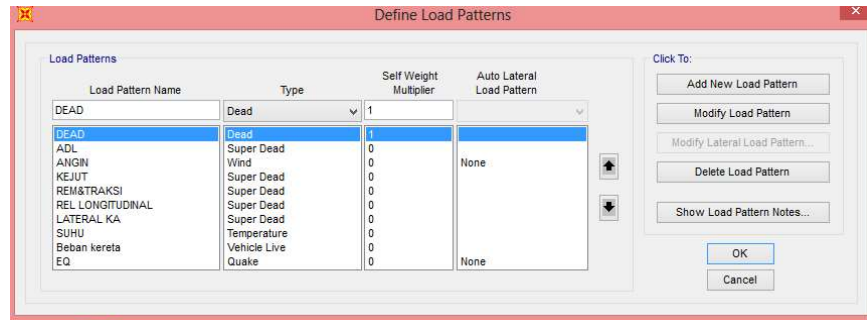 Define Load Patterns
Load Patterns
Click To:
Load Pattern Name Type Self Weight Multiplier Auto Lateral Load Pattern
DEAD Dead 1
DEAD Dead 1
ADL Super Dead 0
ANGIN Wind 0 None
KEJUT Super Dead 0
REM&TRAKSI Super Dead 0
REL LONGITUDINAL Super Dead 0
LATERAL KA Super Dead 0
SUHU Temperature 0
Beban kereta Vehicle Live 0
EQ Quake 0 None
Add New Load Pattern
Modify Load Pattern
Modify Lateral Load Pattern...
Delete Load Pattern
Show Load Pattern Notes...
OK
Cancel